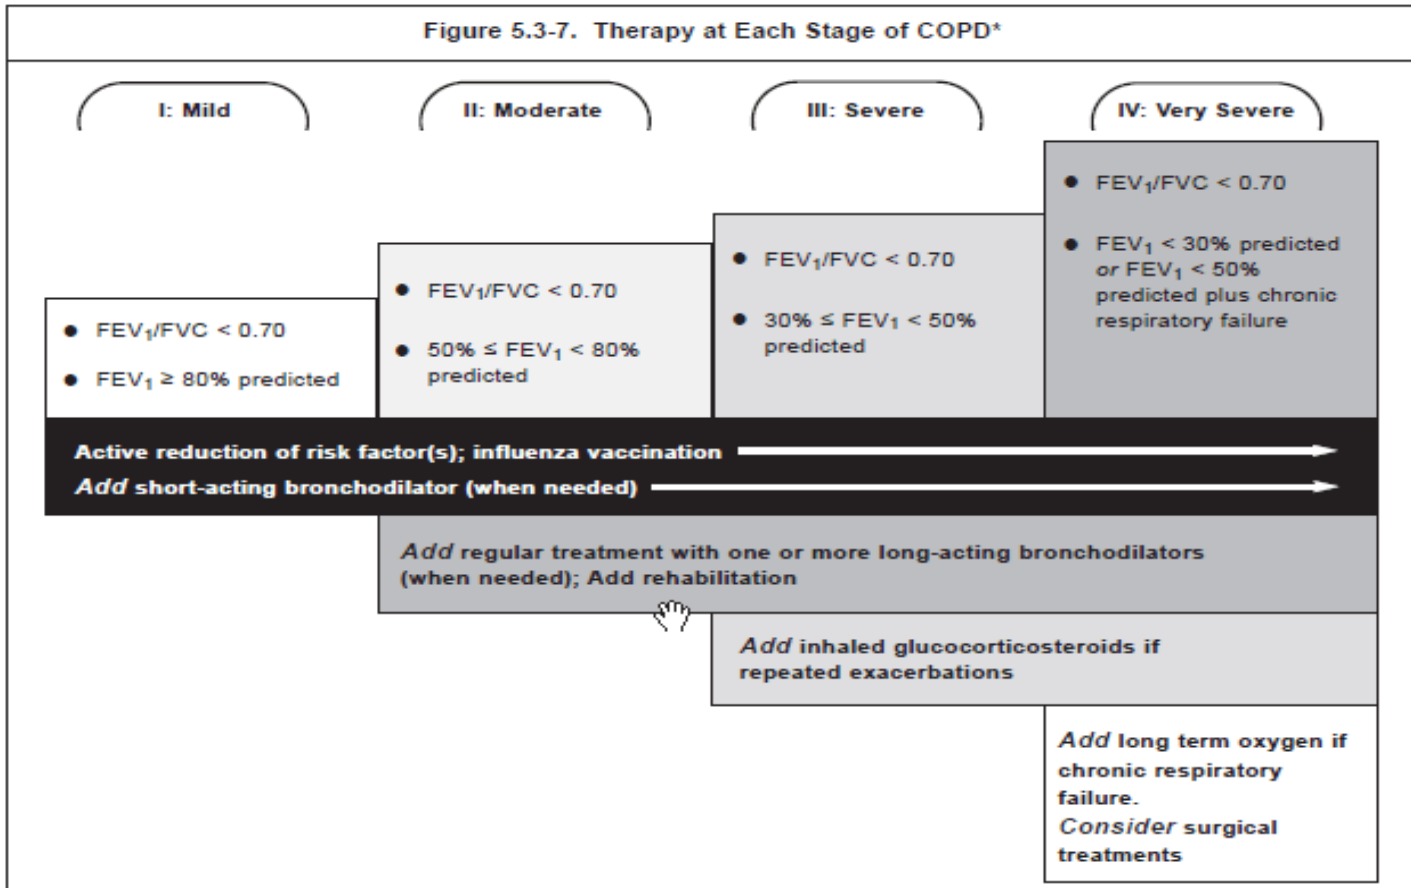 Figure 5.3-7. Therapy at Each Stage of COPD*
I: Mild
II: Moderate
III: Severe
IV: Very Severe
● FEV₁/FVC < 0.70
● FEV₁ ≥ 80% predicted
● FEV₁/FVC < 0.70
● 50% ≤ FEV₁ < 80%
predicted
● FEV₁/FVC < 0.70
● 30% ≤ FEV₁ < 50%
predicted
● FEV₁/FVC < 0.70
● FEV₁ < 30% predicted
or FEV₁ < 50%
predicted plus chronic
respiratory failure
Active reduction of risk factor(s); influenza vaccination
Add short-acting bronchodilator (when needed)
Add regular treatment with one or more long-acting bronchodilators
(when needed); Add rehabilitation
Add inhaled glucocorticosteroids if
repeated exacerbations
Add long term oxygen if
chronic respiratory
failure.
Consider surgical
treatments